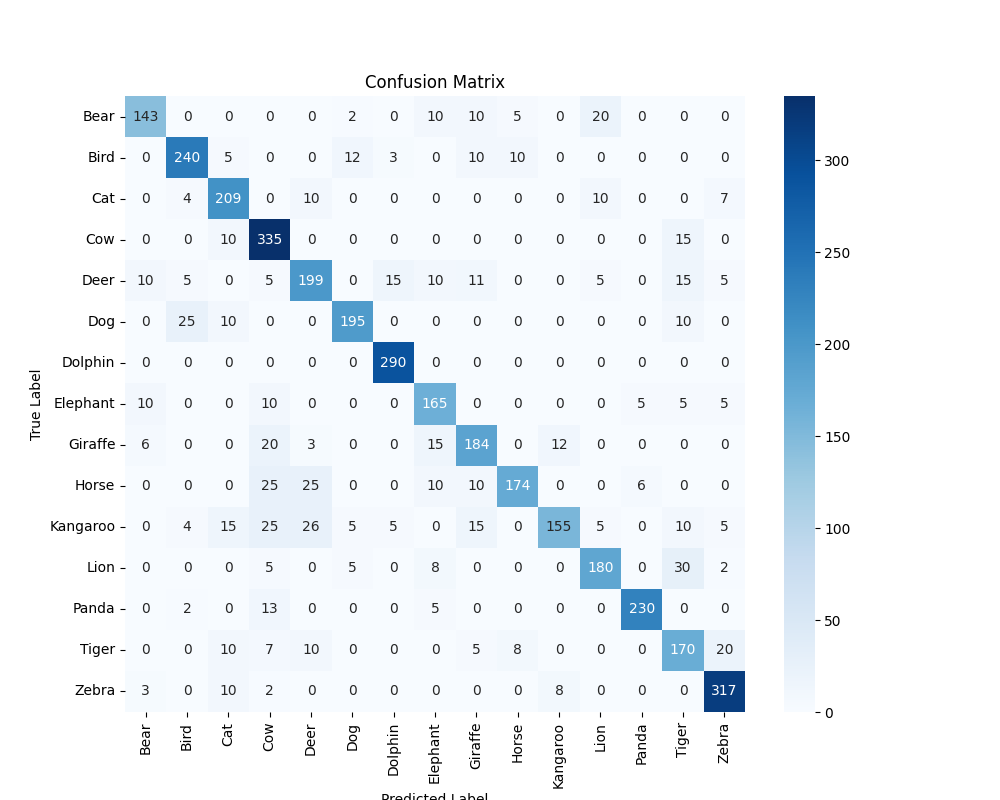 Confusion Matrix
True Label
Bear 143 0 0 0 0 2 0 10 10 5 0 20 0 0 0
Bird 0 240 5 0 0 12 3 0 10 10 0 0 0 0 0
Cat 0 4 209 0 10 0 0 0 0 0 0 10 0 0 7
Cow 0 0 10 335 0 0 0 0 0 0 0 0 0 15 0
Deer 10 5 0 5 199 0 15 10 11 0 0 5 0 15 5
Dog 0 25 10 0 0 195 0 0 0 0 0 0 0 10 0
Dolphin 0 0 0 0 0 0 290 0 0 0 0 0 0 0 0
Elephant 10 0 0 10 0 0 0 165 0 0 0 0 5 5 5
Giraffe 6 0 0 20 3 0 0 15 184 0 12 0 0 0 0
Horse 0 0 0 25 25 0 0 10 10 174 0 0 6 0 0
Kangaroo 0 4 15 25 26 5 5 0 15 0 155 5 0 10 5
Lion 0 0 0 5 0 5 0 8 0 0 0 180 0 30 2
Panda 0 2 0 13 0 0 0 5 0 0 0 0 230 0 0
Tiger 0 0 10 7 10 0 0 0 5 8 0 0 0 170 20
Zebra 3 0 10 2 0 0 0 0 0 0 8 0 0 0 317
Bear Bird Cat Cow Deer Dog Dolphin Elephant Giraffe Horse Kangaroo Lion Panda Tiger Zebra
Predicted Label
300
250
200
150
100
50
0